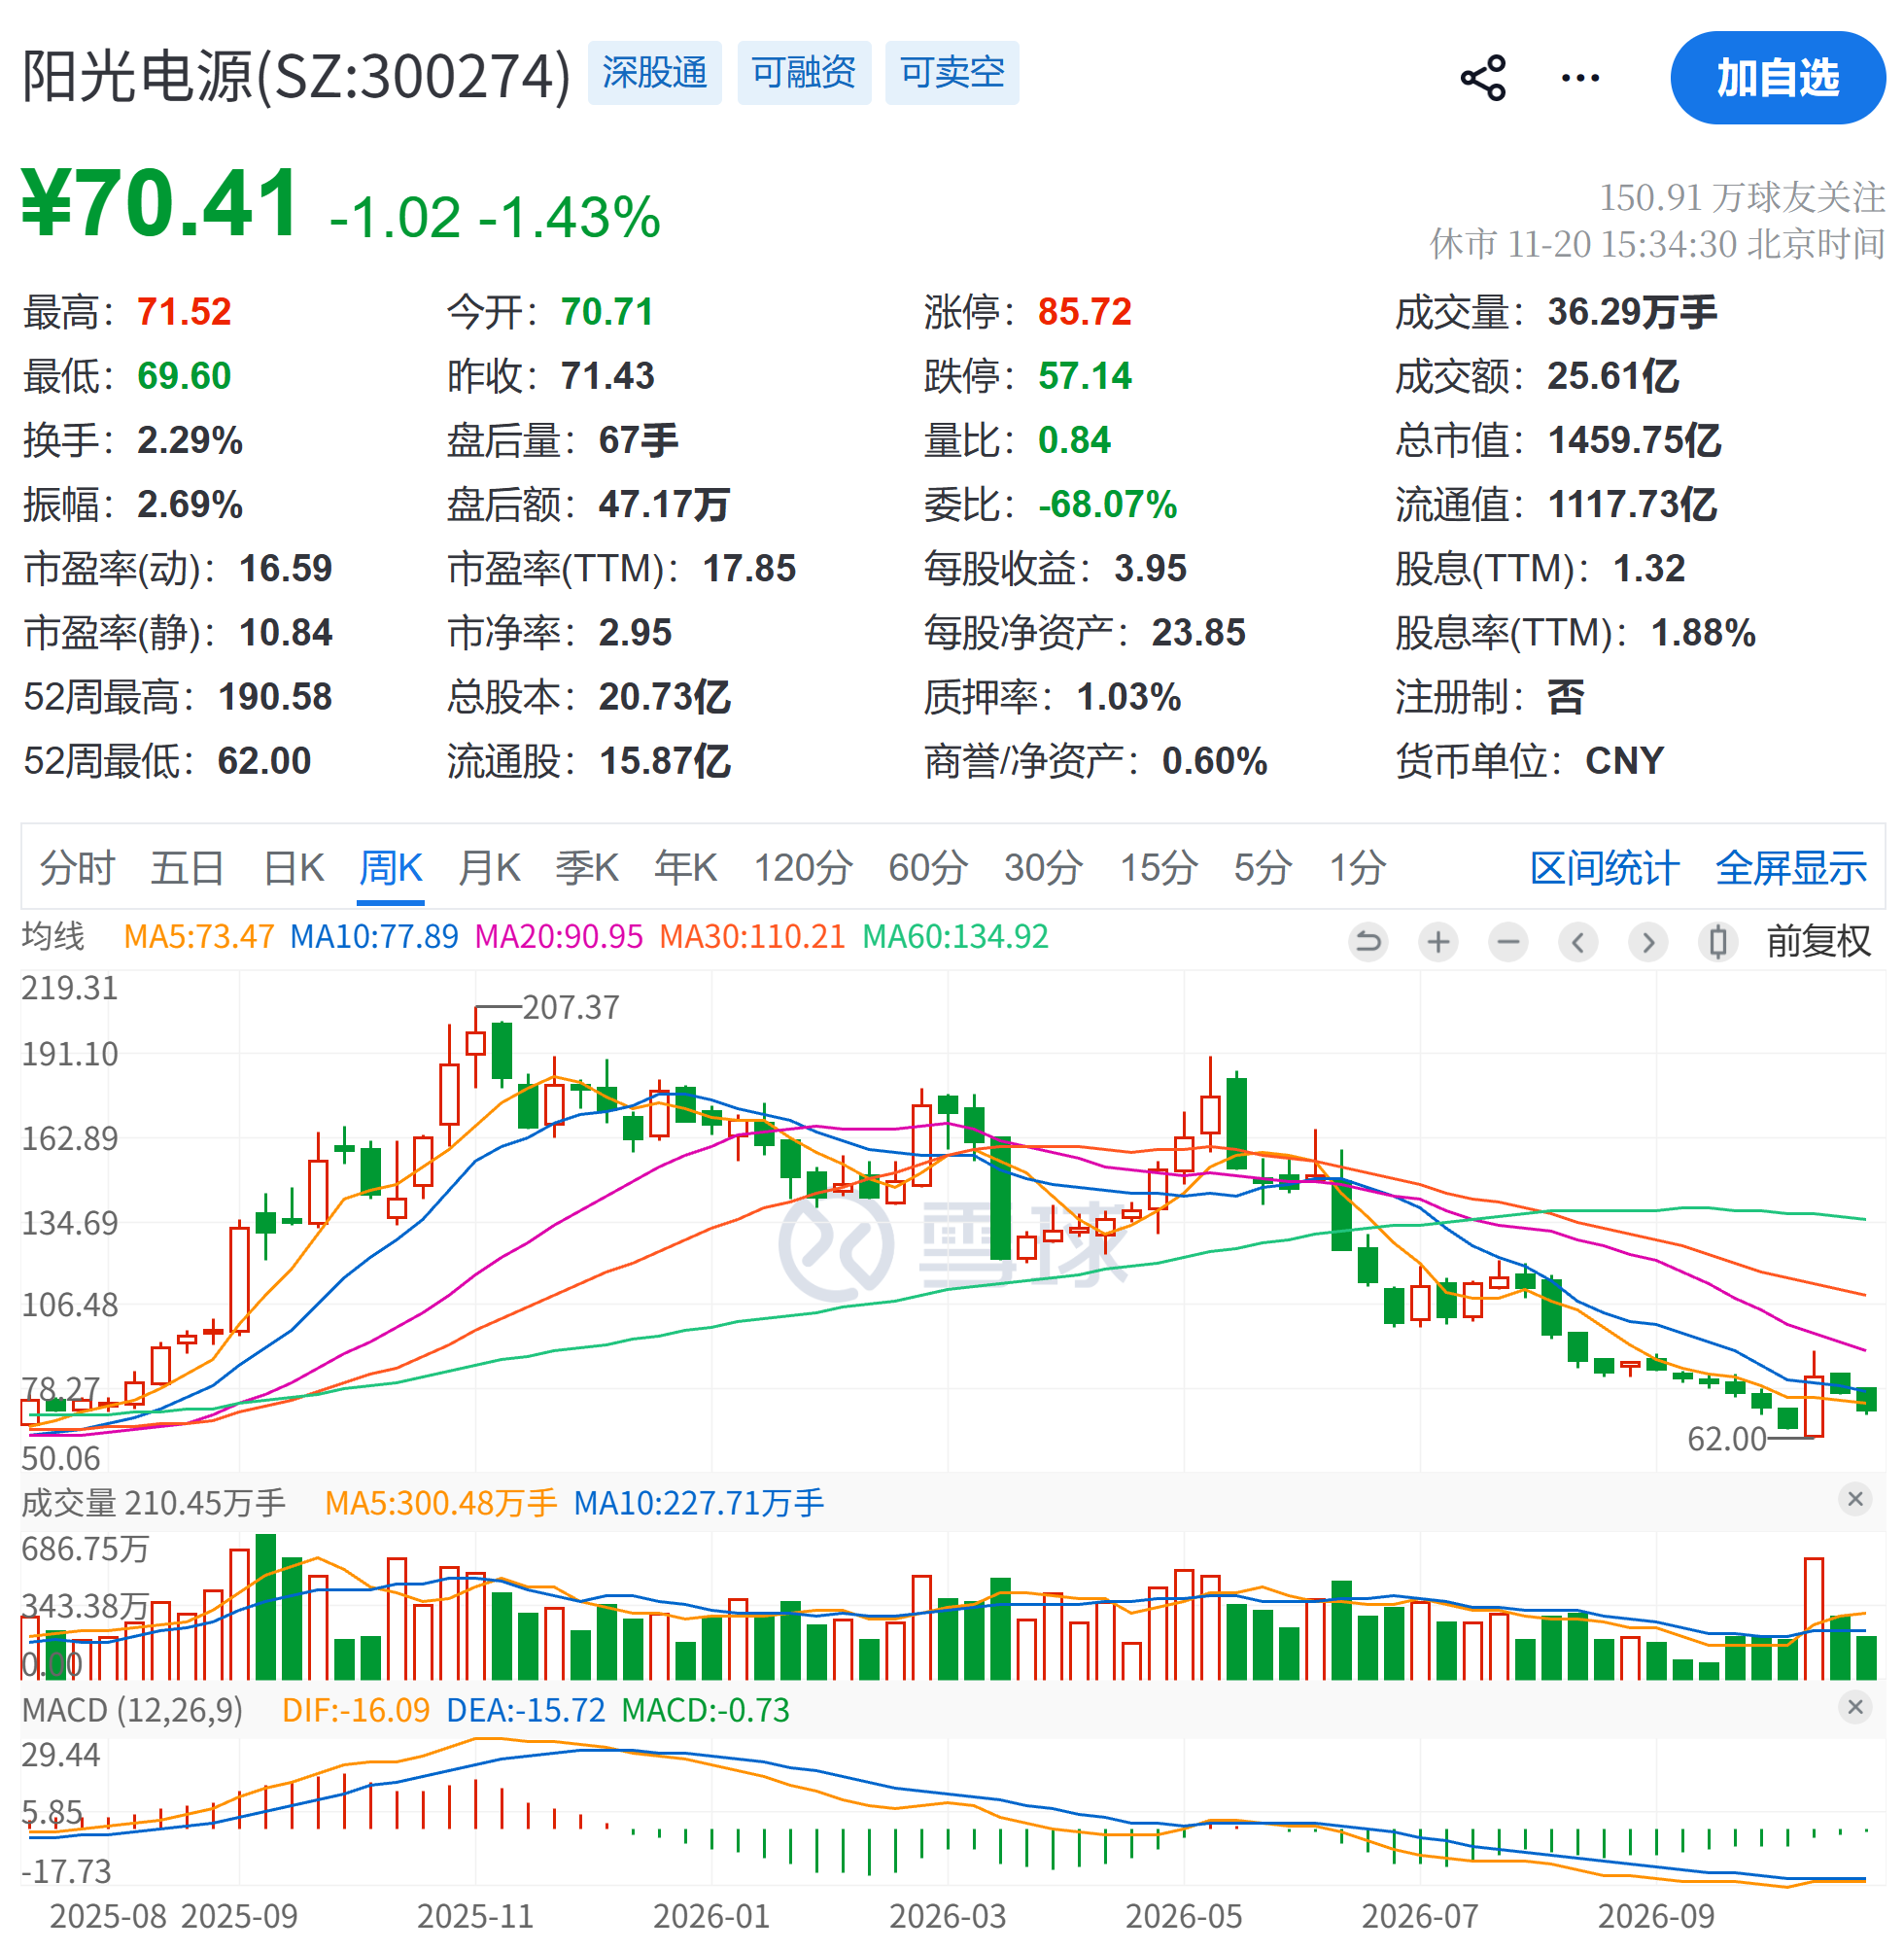 阳光电源(SZ:300274) 深股通 可融资 可卖空 加自选
¥70.41 -1.02 -1.43%
150.91 万球友关注
休市 11-20 15:34:30 北京时间
最高：71.52 今开：70.71 涨停：85.72 成交量：36.29万手
最低：69.60 昨收：71.43 跌停：57.14 成交额：25.61亿
换手：2.29% 盘后量：67手 量比：0.84 总市值：1459.75亿
振幅：2.69% 盘后额：47.17万 委比：-68.07% 流通值：1117.73亿
市盈率(动)：16.59 市盈率(TTM)：17.85 每股收益：3.95 股息(TTM)：1.32
市盈率(静)：10.84 市净率：2.95 每股净资产：23.85 股息率(TTM)：1.88%
52周最高：190.58 总股本：20.73亿 质押率：1.03% 注册制：否
52周最低：62.00 流通股：15.87亿 商誉/净资产：0.60% 货币单位：CNY
分时 五日 日K 周K 月K 季K 年K 120分 60分 30分 15分 5分 1分 区间统计 全屏显示
均线 MA5:73.47 MA10:77.89 MA20:90.95 MA30:110.21 MA60:134.92 前复权
219.31
207.37
191.10
162.89
134.69
雪球
106.48
78.27
62.00
50.06
成交量 210.45万手 MA5:300.48万手 MA10:227.71万手
686.75万
343.38万
0.00
MACD (12,26,9) DIF:-16.09 DEA:-15.72 MACD:-0.73
29.44
5.85
-17.73
2025-08 2025-09 2025-11 2026-01 2026-03 2026-05 2026-07 2026-09